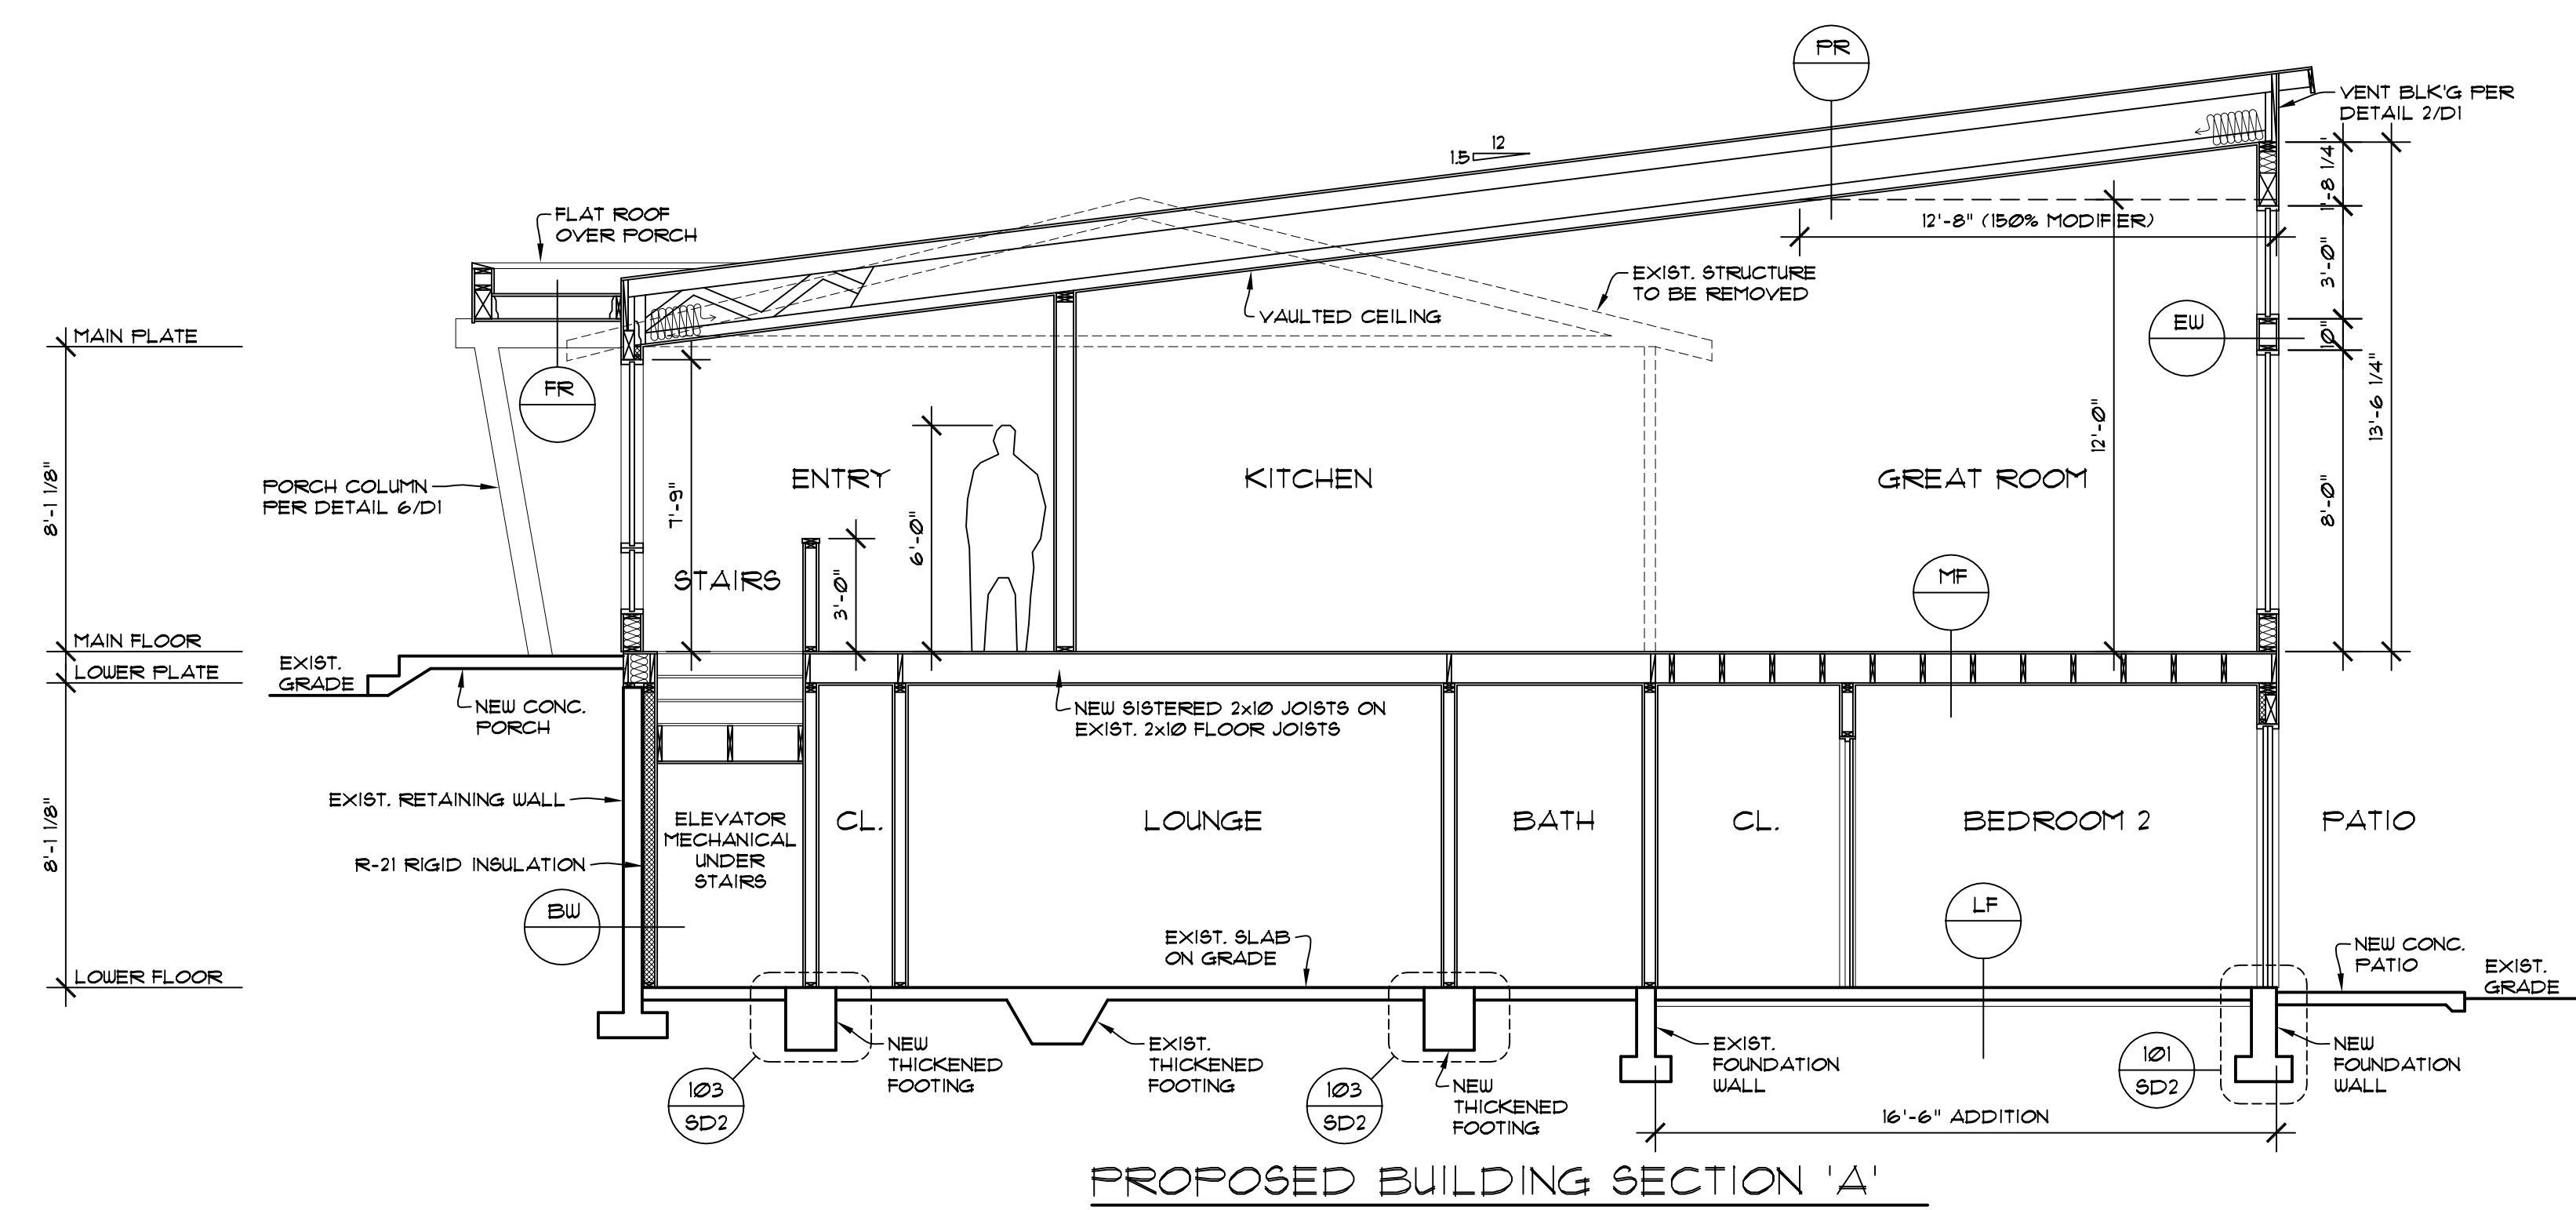 PR
VENT BLK'G PER
DETAIL 2/D1
12
1.5
1'-8 1/4"
FLAT ROOF
OVER PORCH
12'-8" (150% MODIFIER)
3'-0"
EXIST. STRUCTURE
TO BE REMOVED
VAULTED CEILING
EW
10"
MAIN PLATE
FR
13'-6 1/4"
12'-0"
8'-1 1/8"
PORCH COLUMN
PER DETAIL 6/D1
7'-9"
ENTRY
KITCHEN
GREAT ROOM
8'-0"
6'-0"
STAIRS
3'-0"
MF
MAIN FLOOR
EXIST.
GRADE
LOWER PLATE
NEW CONC.
PORCH
NEW SISTERED 2x10 JOISTS ON
EXIST. 2x10 FLOOR JOISTS
8'-1 1/8"
EXIST. RETAINING WALL
R-21 RIGID INSULATION
ELEVATOR
MECHANICAL
UNDER
STAIRS
CL.
LOUNGE
BATH
CL.
BEDROOM 2
PATIO
BW
LF
EXIST. SLAB
ON GRADE
NEW CONC.
PATIO
EXIST.
GRADE
LOWER FLOOR
NEW
THICKENED
FOOTING
EXIST.
THICKENED
FOOTING
NEW
THICKENED
FOOTING
EXIST.
FOUNDATION
WALL
NEW
FOUNDATION
WALL
103
SD2
103
SD2
101
SD2
16'-6" ADDITION
PROPOSED BUILDING SECTION 'A'